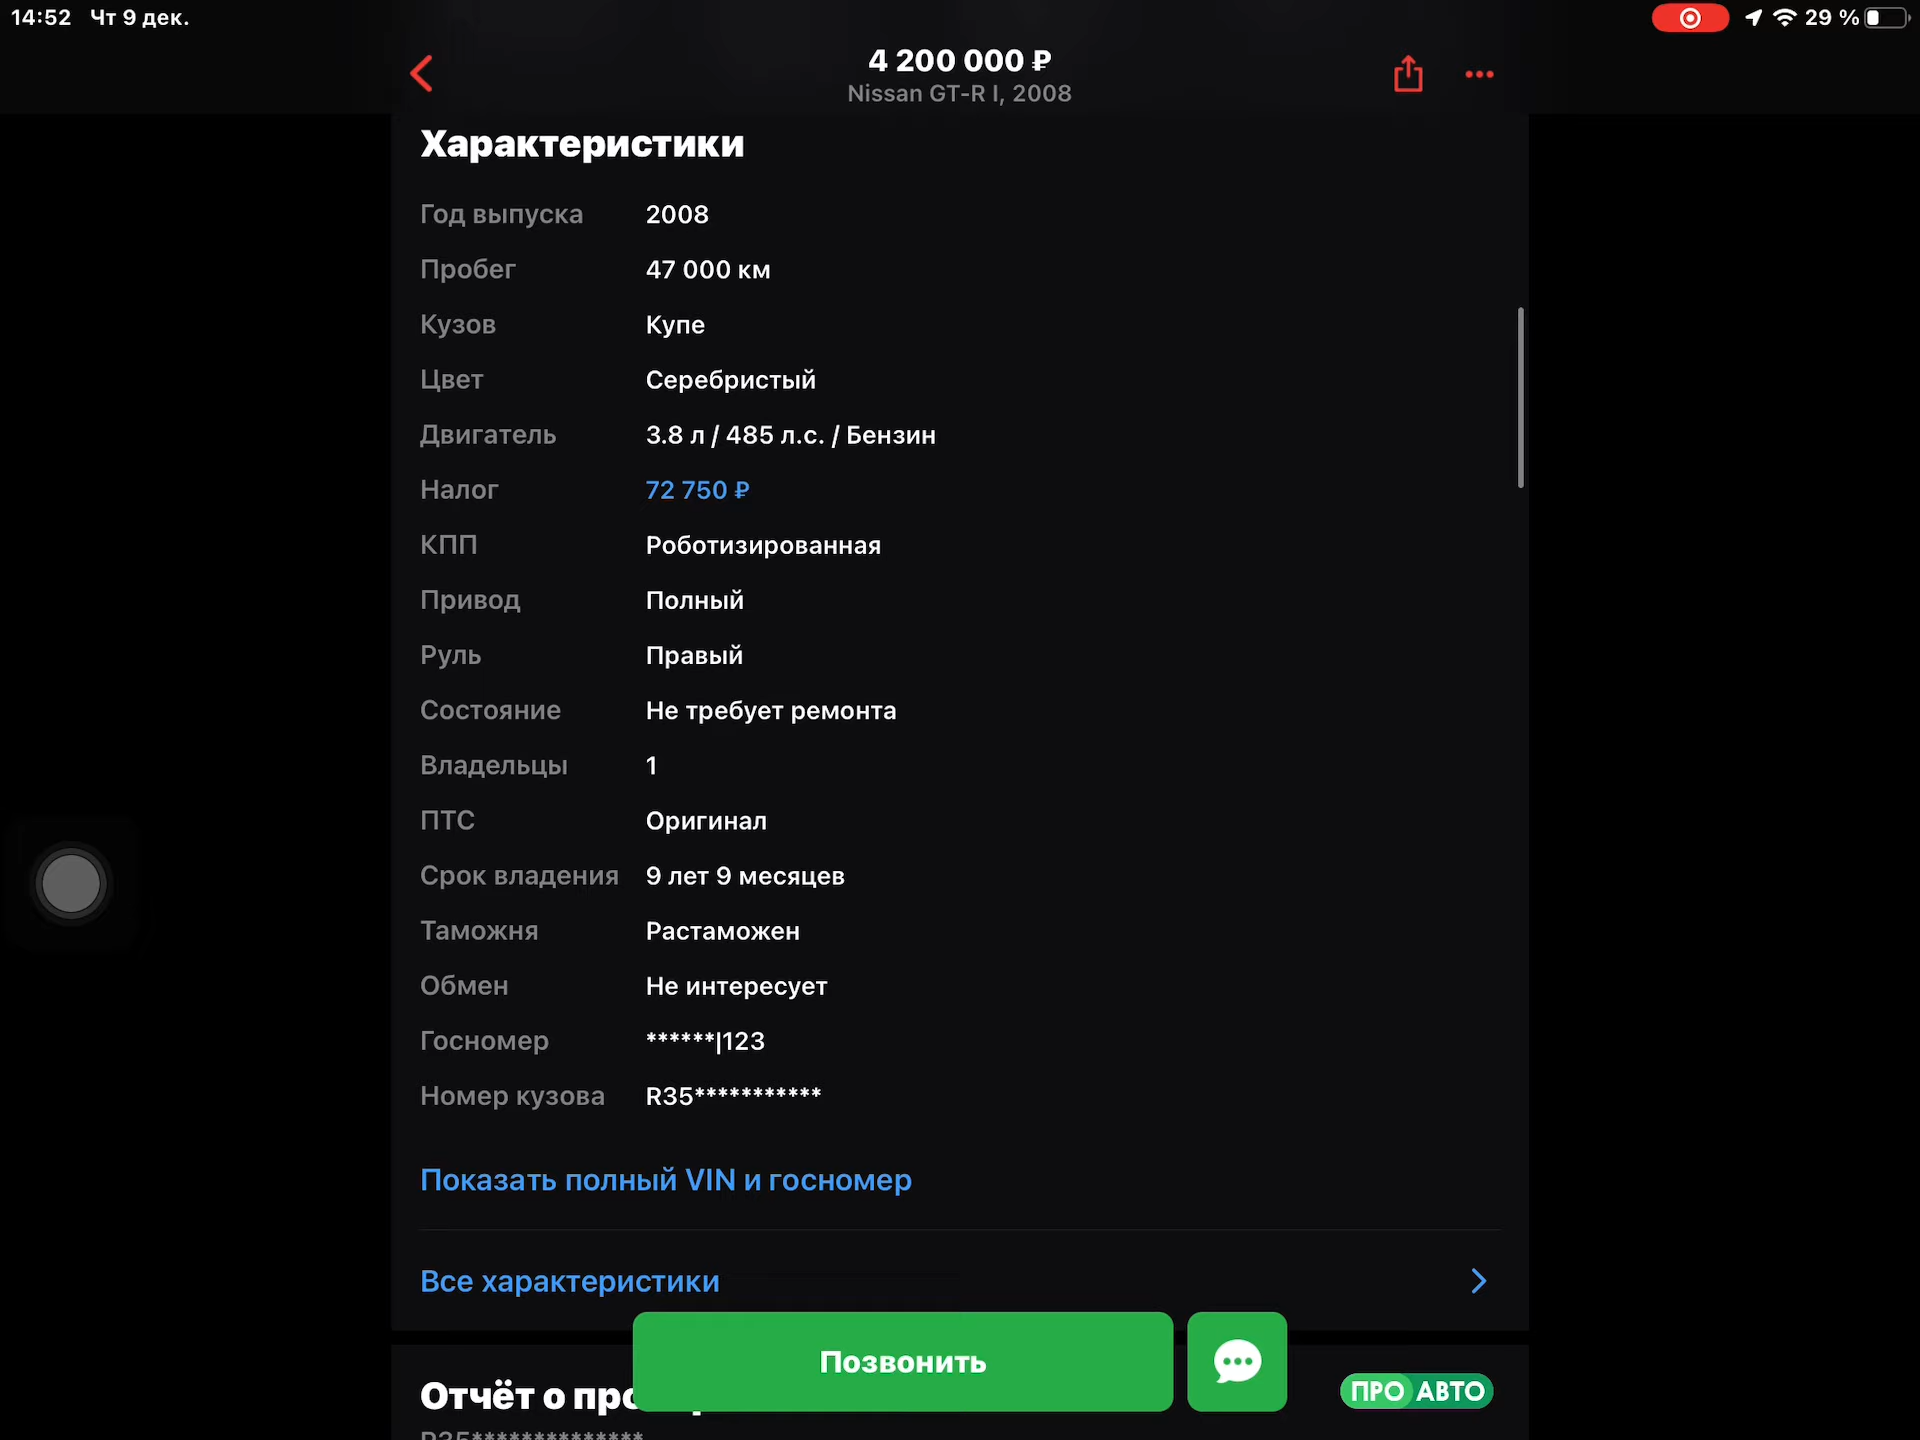 14:52 Чт 9 дек.
29 %
4 200 000 ₽
Nissan GT-R I, 2008
Характеристики
Год выпуска 2008
Пробег 47 000 км
Кузов Купе
Цвет Серебристый
Двигатель 3.8 л / 485 л.с. / Бензин
Налог 72 750 ₽
КПП Роботизированная
Привод Полный
Руль Правый
Состояние Не требует ремонта
Владельцы 1
ПТС Оригинал
Срок владения 9 лет 9 месяцев
Таможня Растаможен
Обмен Не интересует
Госномер ******|123
Номер кузова R35***********
Показать полный VIN и госномер
Все характеристики
Позвонить
Отчёт о про
ПРО АВТО
R35**************